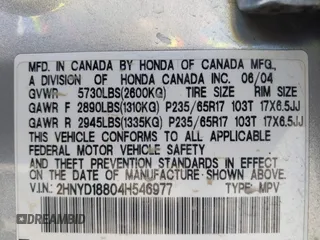 MFD. IN CANADA BY HONDA OF CANADA MFG.,
A DIVISION OF HONDA CANADA INC. 06/04
GVWR 5730LBS(2600KG) TIRE SIZE RIM SIZE
GAWR F 2890LBS(1310KG) P235/65R17 103T 17X6.5JJ
GAWR R 2945LBS(1335KG) P235/65R17 103T 17X6.5JJ
THIS VEHICLE CONFORMS TO ALL APPLICABLE
FEDERAL MOTOR VEHICLE SAFETY STANDARDS
IN EFFECT ON THE DATE OF MANUFACTURE
SHOWN ABOVE.
V.I.N.: 2HNYD18804H546977 TYPE: MPV
DREAMBID